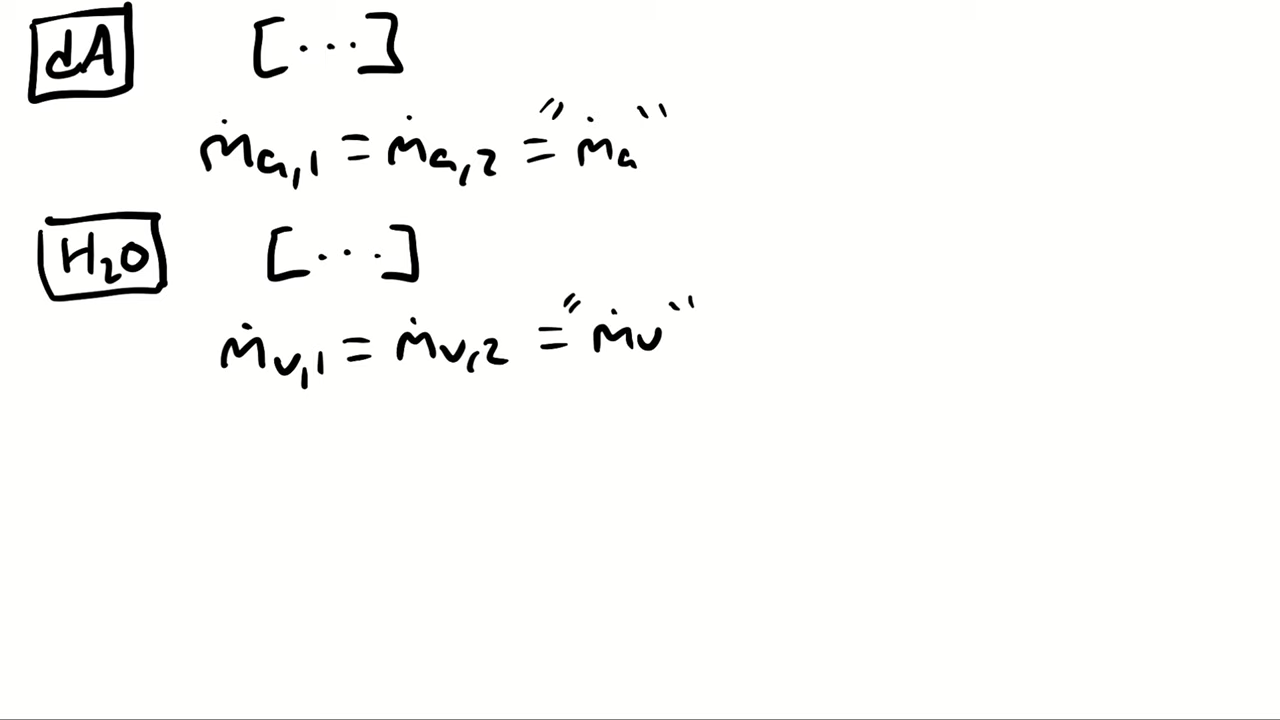 dA [...]
ṁa,1 = ṁa,2 = "ṁa"
H₂O [...]
ṁv,1 = ṁv,2 = "ṁv"